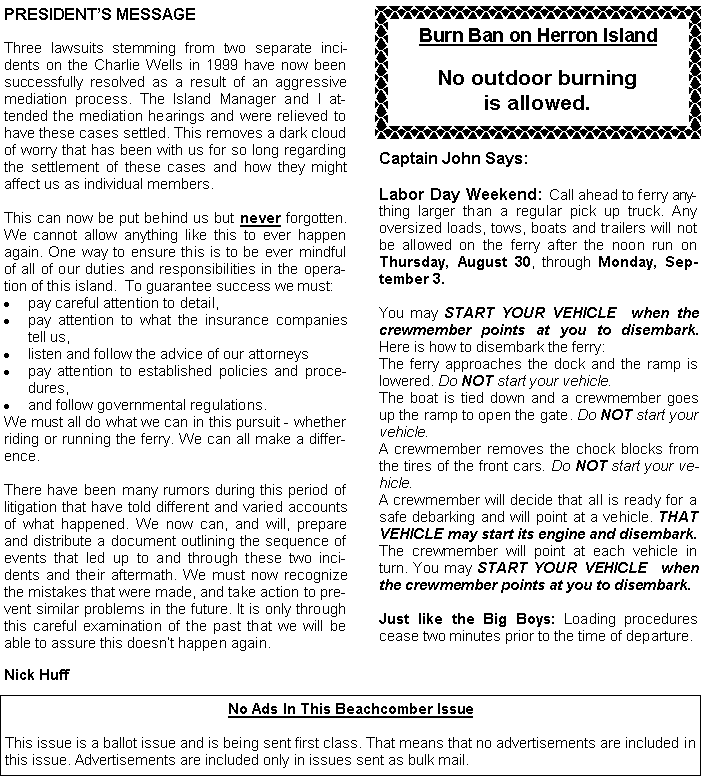 PRESIDENT'S MESSAGE
Three lawsuits stemming from two separate inci-
dents on the Charlie Wells in 1999 have now been
successfully resolved as a result of an aggressive
mediation process. The Island Manager and I at-
tended the mediation hearings and were relieved to
have these cases settled. This removes a dark cloud
of worry that has been with us for so long regarding
the settlement of these cases and how they might
affect us as individual members.
This can now be put behind us but never forgotten.
We cannot allow anything like this to ever happen
again. One way to ensure this is to be ever mindful
of all of our duties and responsibilities in the opera-
tion of this island.  To guarantee success we must:
● pay careful attention to detail,
● pay attention to what the insurance companies
tell us,
● listen and follow the advice of our attorneys
● pay attention to established policies and proce-
dures,
● and follow governmental regulations.
We must all do what we can in this pursuit - whether
riding or running the ferry. We can all make a differ-
ence.
There have been many rumors during this period of
litigation that have told different and varied accounts
of what happened. We now can, and will, prepare
and distribute a document outlining the sequence of
events that led up to and through these two inci-
dents and their aftermath. We must now recognize
the mistakes that were made, and take action to pre-
vent similar problems in the future. It is only through
this careful examination of the past that we will be
able to assure this doesn't happen again.
Nick Huff
Burn Ban on Herron Island
No outdoor burning
is allowed.
Captain John Says:
Labor Day Weekend: Call ahead to ferry any-
thing larger than a regular pick up truck. Any
oversized loads, tows, boats and trailers will not
be allowed on the ferry after the noon run on
Thursday, August 30, through Monday, Sep-
tember 3.
You may START YOUR VEHICLE  when the
crewmember points at you to disembark.
Here is how to disembark the ferry:
The ferry approaches the dock and the ramp is
lowered. Do NOT start your vehicle.
The boat is tied down and a crewmember goes
up the ramp to open the gate. Do NOT start your
vehicle.
A crewmember removes the chock blocks from
the tires of the front cars. Do NOT start your ve-
hicle.
A crewmember will decide that all is ready for a
safe debarking and will point at a vehicle. THAT
VEHICLE may start its engine and disembark.
The crewmember will point at each vehicle in
turn. You may START YOUR VEHICLE  when
the crewmember points at you to disembark.
Just like the Big Boys: Loading procedures
cease two minutes prior to the time of departure.
No Ads In This Beachcomber Issue
This issue is a ballot issue and is being sent first class. That means that no advertisements are included in
this issue. Advertisements are included only in issues sent as bulk mail.